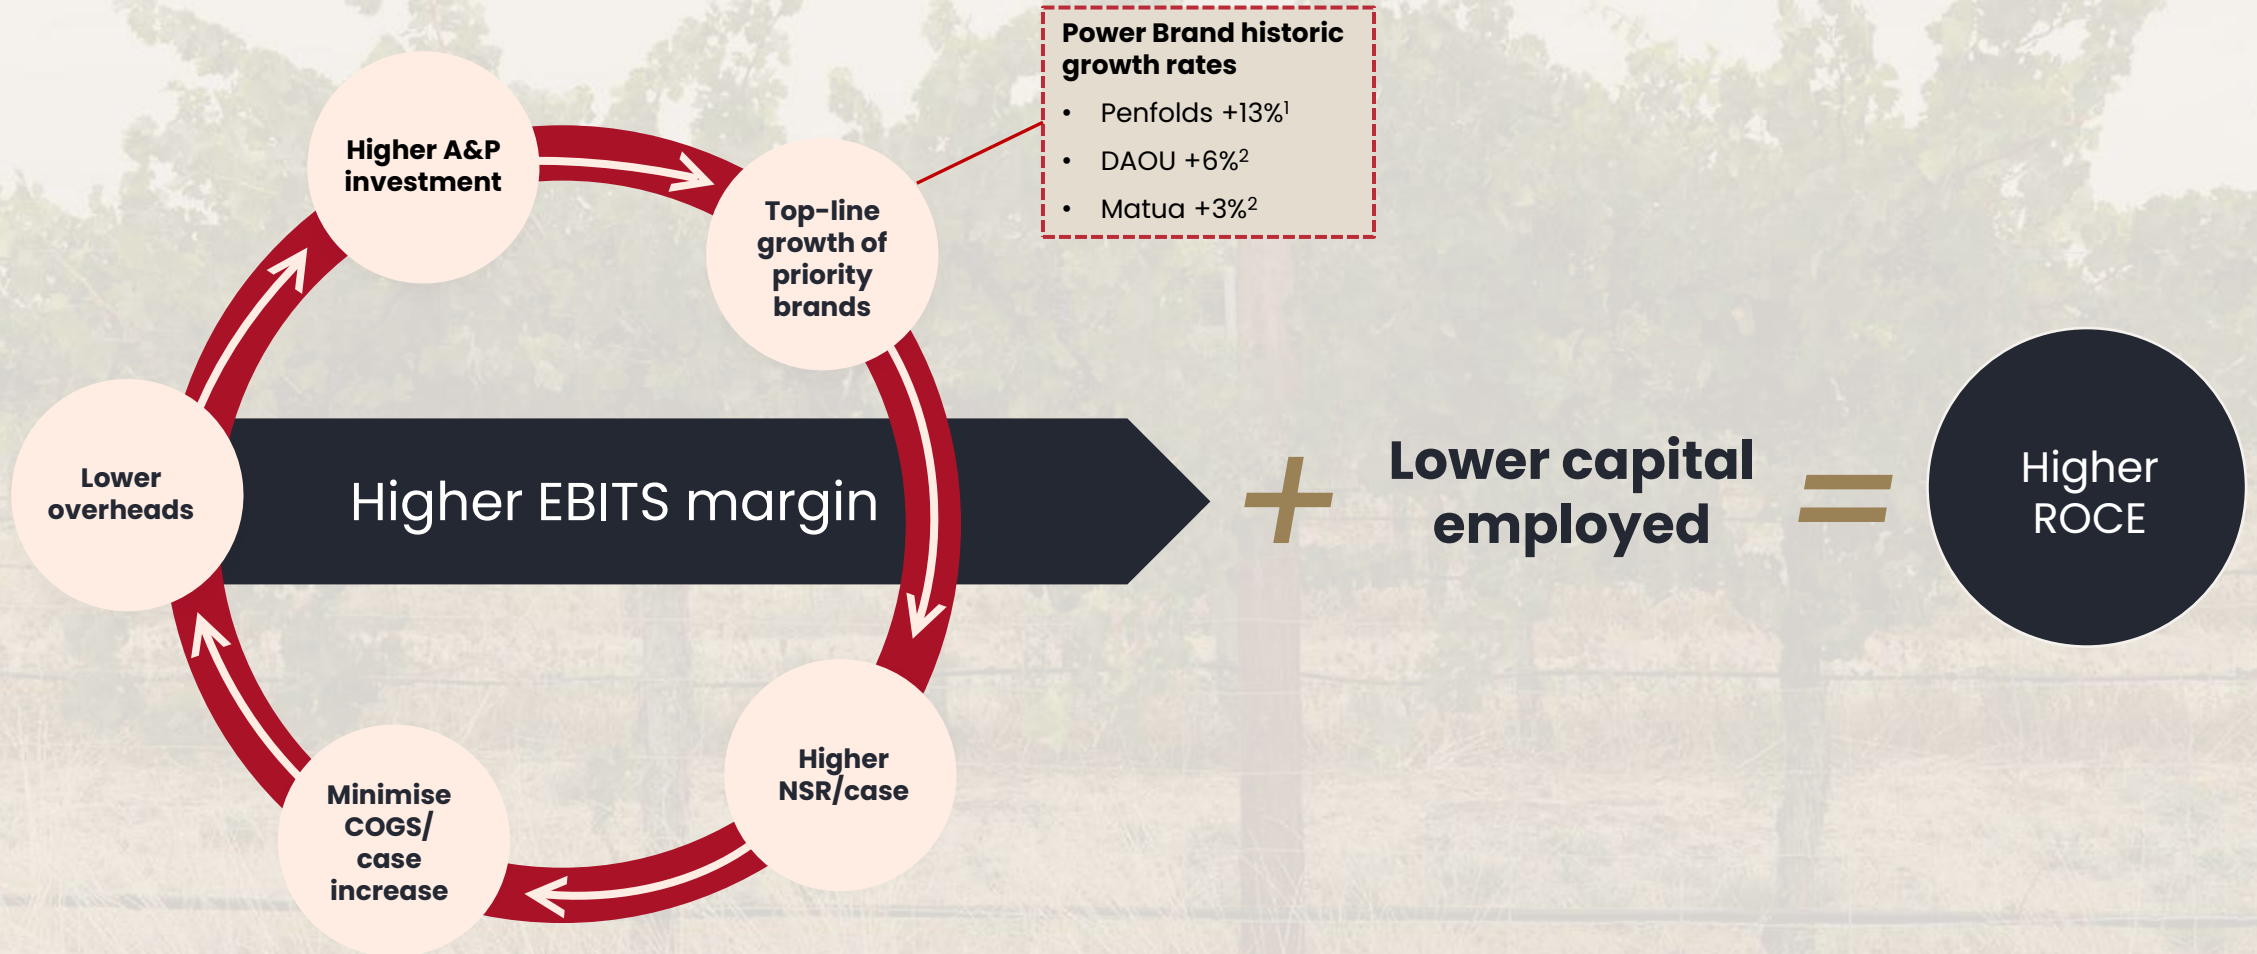 Power Brand historic
growth rates
• Penfolds +13%¹
• DAOU +6%²
• Matua +3%²
Higher A&P
investment
Top-line
growth of
priority
brands
Lower
overheads
Higher EBITS margin
+
Lower capital
employed
=
Higher
ROCE
Higher
NSR/case
Minimise
COGS/
case
increase